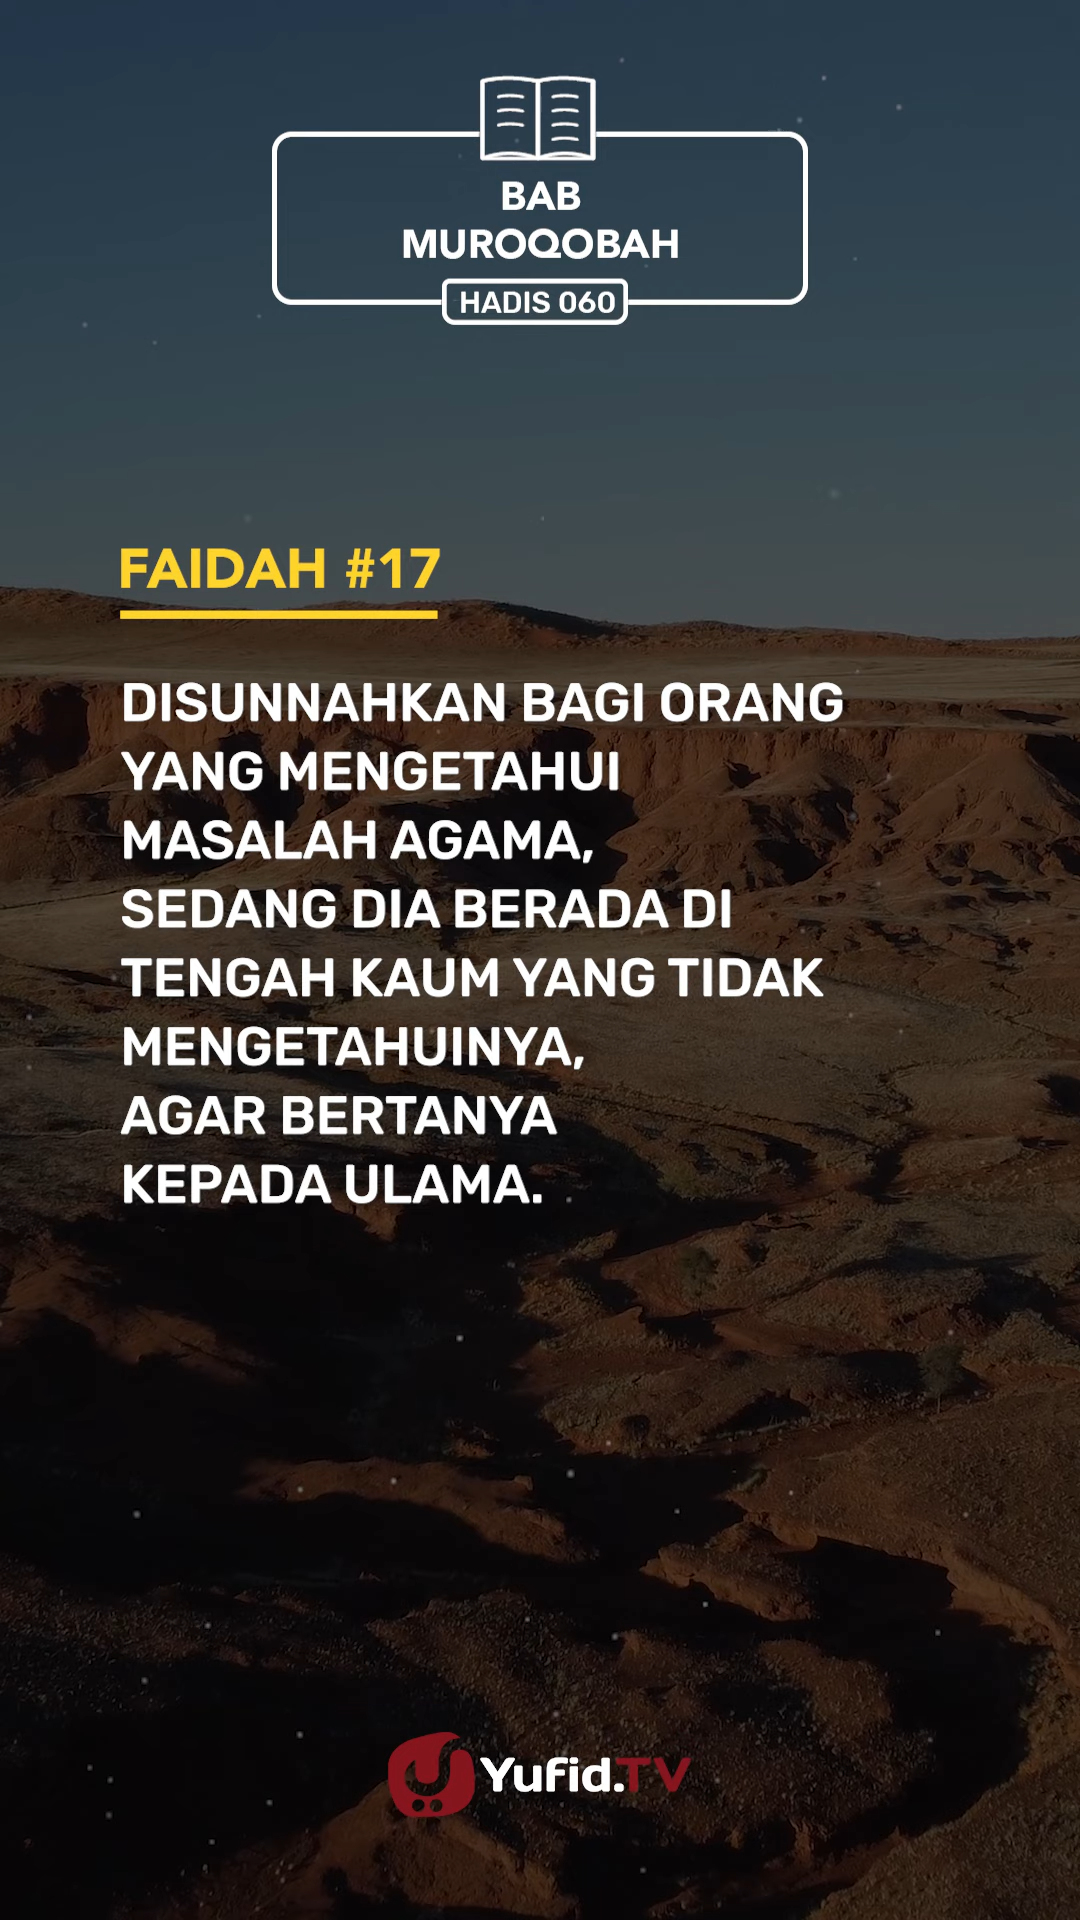 BAB
MUROQOBAH
HADIS 060
FAIDAH #17
DISUNNAHKAN BAGI ORANG
YANG MENGETAHUI
MASALAH AGAMA,
SEDANG DIA BERADA DI
TENGAH KAUM YANG TIDAK
MENGETAHUINYA,
AGAR BERTANYA
KEPADA ULAMA.
Yufid.TV